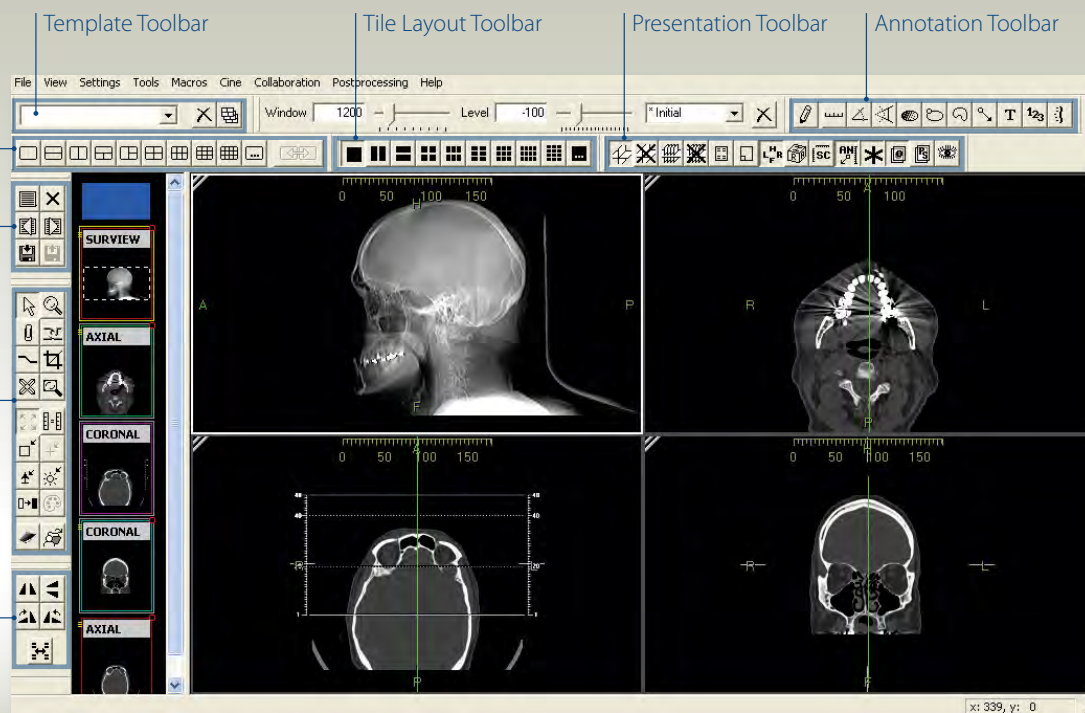 Template Toolbar
Tile Layout Toolbar
Presentation Toolbar
Annotation Toolbar
File View Settings Tools Macros Cine Collaboration Postprocessing Help
Window 1200 Level -100 * Initial
T 123
SC AN
SURVIEW
AXIAL
CORONAL
CORONAL
AXIAL
0 50 100 150
H
A P
F
0 50 100
A
R L
P
0 50 100 150
A
R
P
0 50 100 150
H
R L
F
x: 339, y: 0